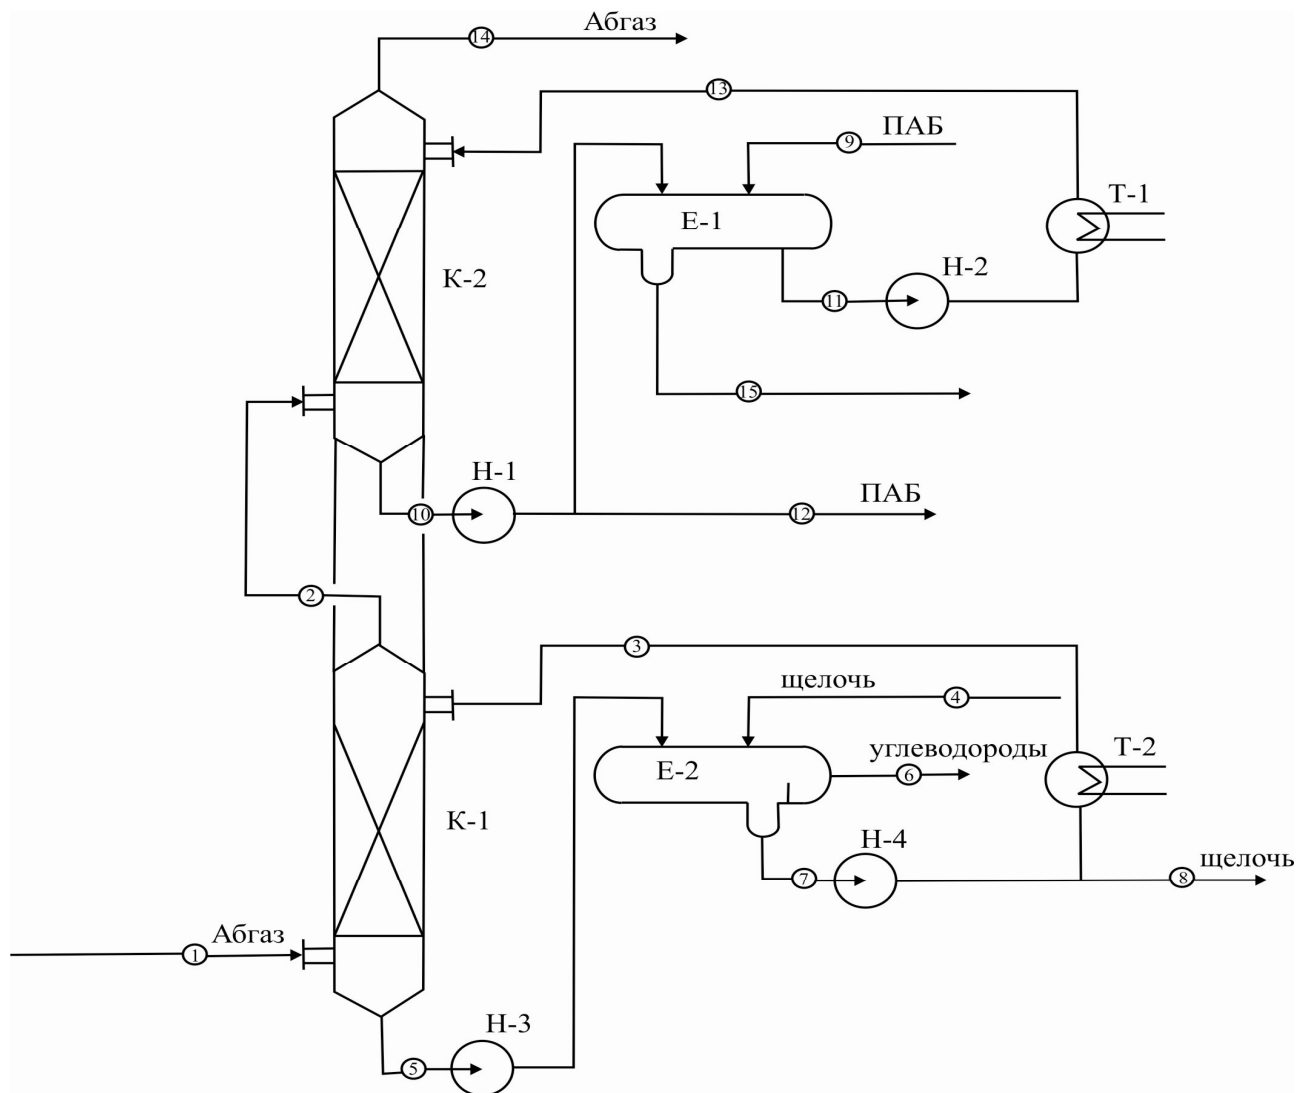 Абгаз
14
13
ПАБ
9
Т-1
Е-1
Н-2
К-2
11
15
Н-1
ПАБ
10
12
2
3
щелочь
4
углеводороды
Т-2
Е-2
6
К-1
Н-4
щелочь
7
8
Абгаз
1
Н-3
5